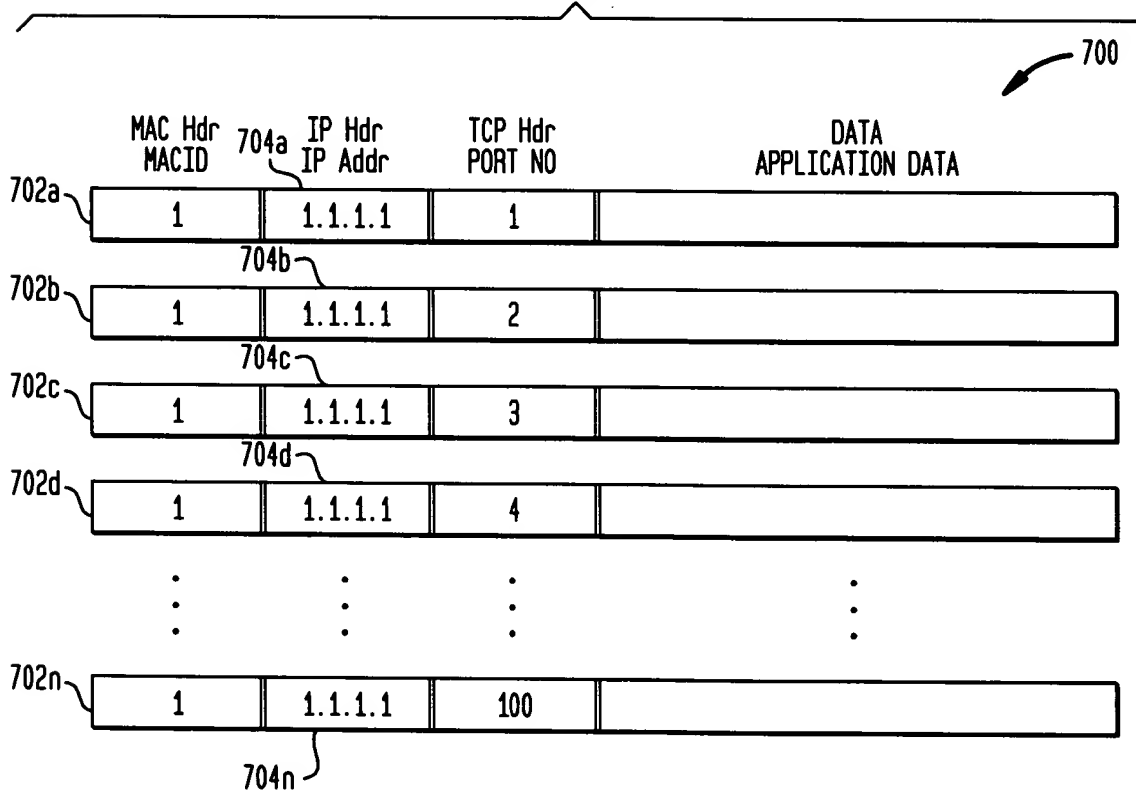 700
MAC Hdr IP Hdr TCP Hdr DATA
MACID 704a IP Addr PORT NO APPLICATION DATA
702a 1 1.1.1.1 1
704b
702b 1 1.1.1.1 2
704c
702c 1 1.1.1.1 3
704d
702d 1 1.1.1.1 4
702n 1 1.1.1.1 100
704n